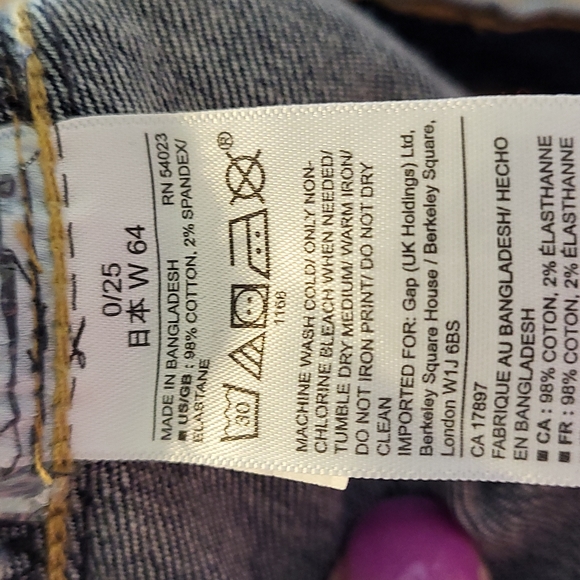 0/25
日本 W 64
MADE IN BANGLADESH RN 54023
■ US/GB : 98% COTTON, 2% SPANDEX/
ELASTANE
30
®
1166
MACHINE WASH COLD/ ONLY NON-
CHLORINE BLEACH WHEN NEEDED/
TUMBLE DRY MEDIUM/ WARM IRON/
DO NOT IRON PRINT/ DO NOT DRY
CLEAN
IMPORTED FOR: Gap (UK Holdings) Ltd,
Berkeley Square House / Berkeley Square,
London W1J 6BS
CA 17897
FABRIQUE AU BANGLADESH/ HECHO
EN BANGLADESH
■ CA : 98% COTON, 2% ÉLASTHANNE
■ FR : 98% COTON, 2% ÉLASTHANNE